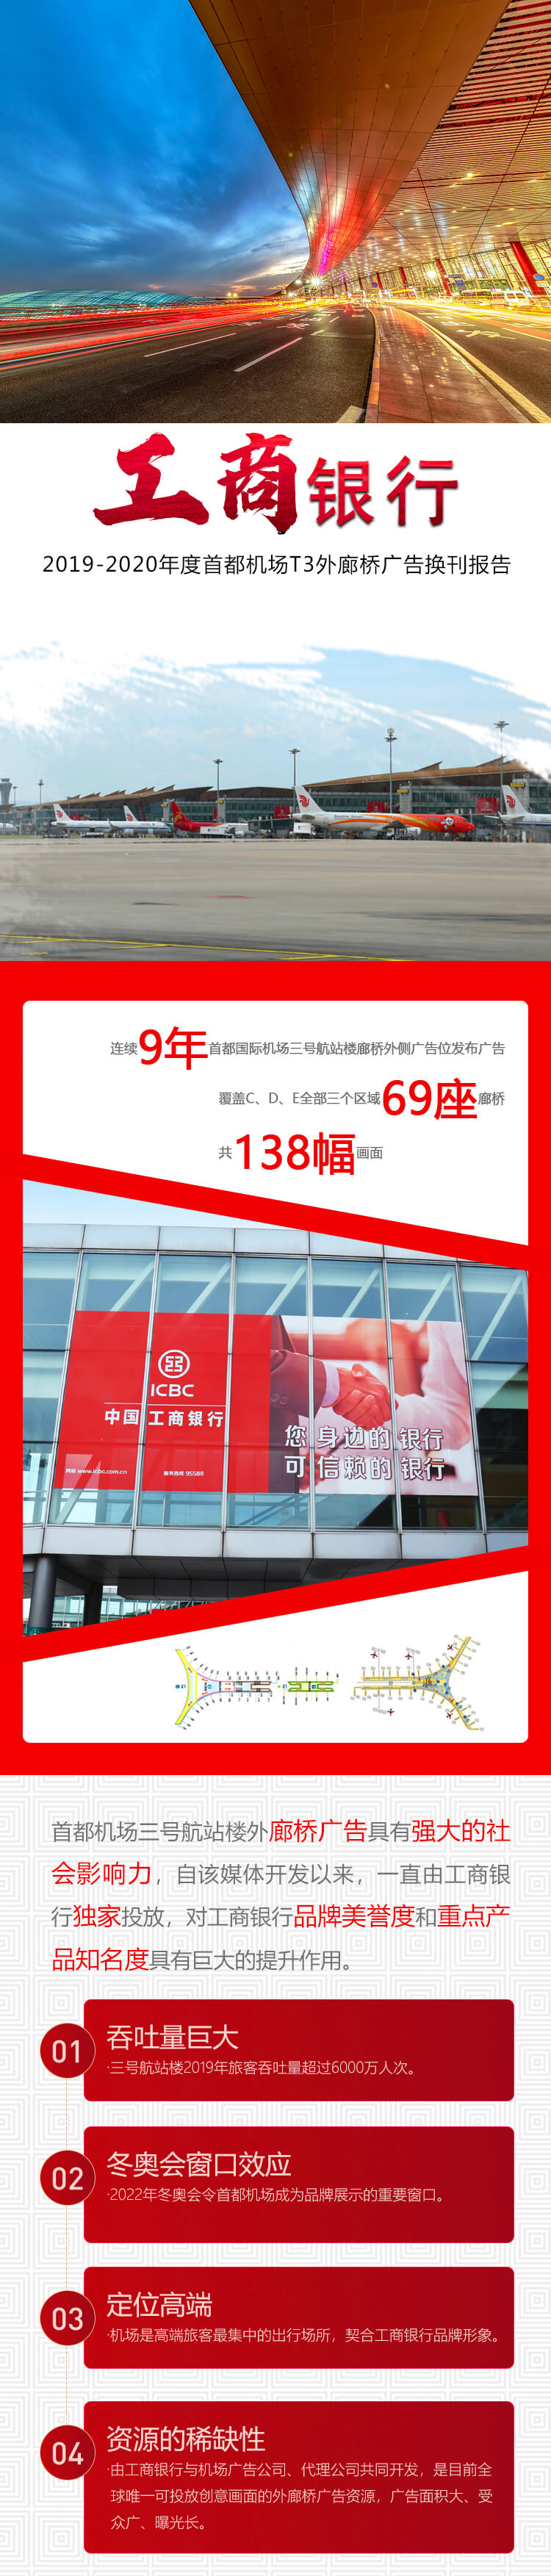 工商银行
2019-2020年度首都机场T3外廊桥广告换刊报告
连续9年首都国际机场三号航站楼廊桥外侧广告位发布广告
覆盖C、D、E全部三个区域69座廊桥
共138幅画面
ICBC
中国工商银行
您身边的银行
可信赖的银行
网站 www.icbc.com.cn
服务热线 95588
首都机场三号航站楼外廊桥广告具有强大的社
会影响力，自该媒体开发以来，一直由工商银
行独家投放，对工商银行品牌美誉度和重点产
品知名度具有巨大的提升作用。
01
吞吐量巨大
·三号航站楼2019年旅客吞吐量超过6000万人次。
02
冬奥会窗口效应
·2022年冬奥会令首都机场成为品牌展示的重要窗口。
03
定位高端
·机场是高端旅客最集中的出行场所，契合工商银行品牌形象。
04
资源的稀缺性
·由工商银行与机场广告公司、代理公司共同开发，是目前全
球唯一可投放创意画面的外廊桥广告资源，广告面积大、受
众广、曝光长。